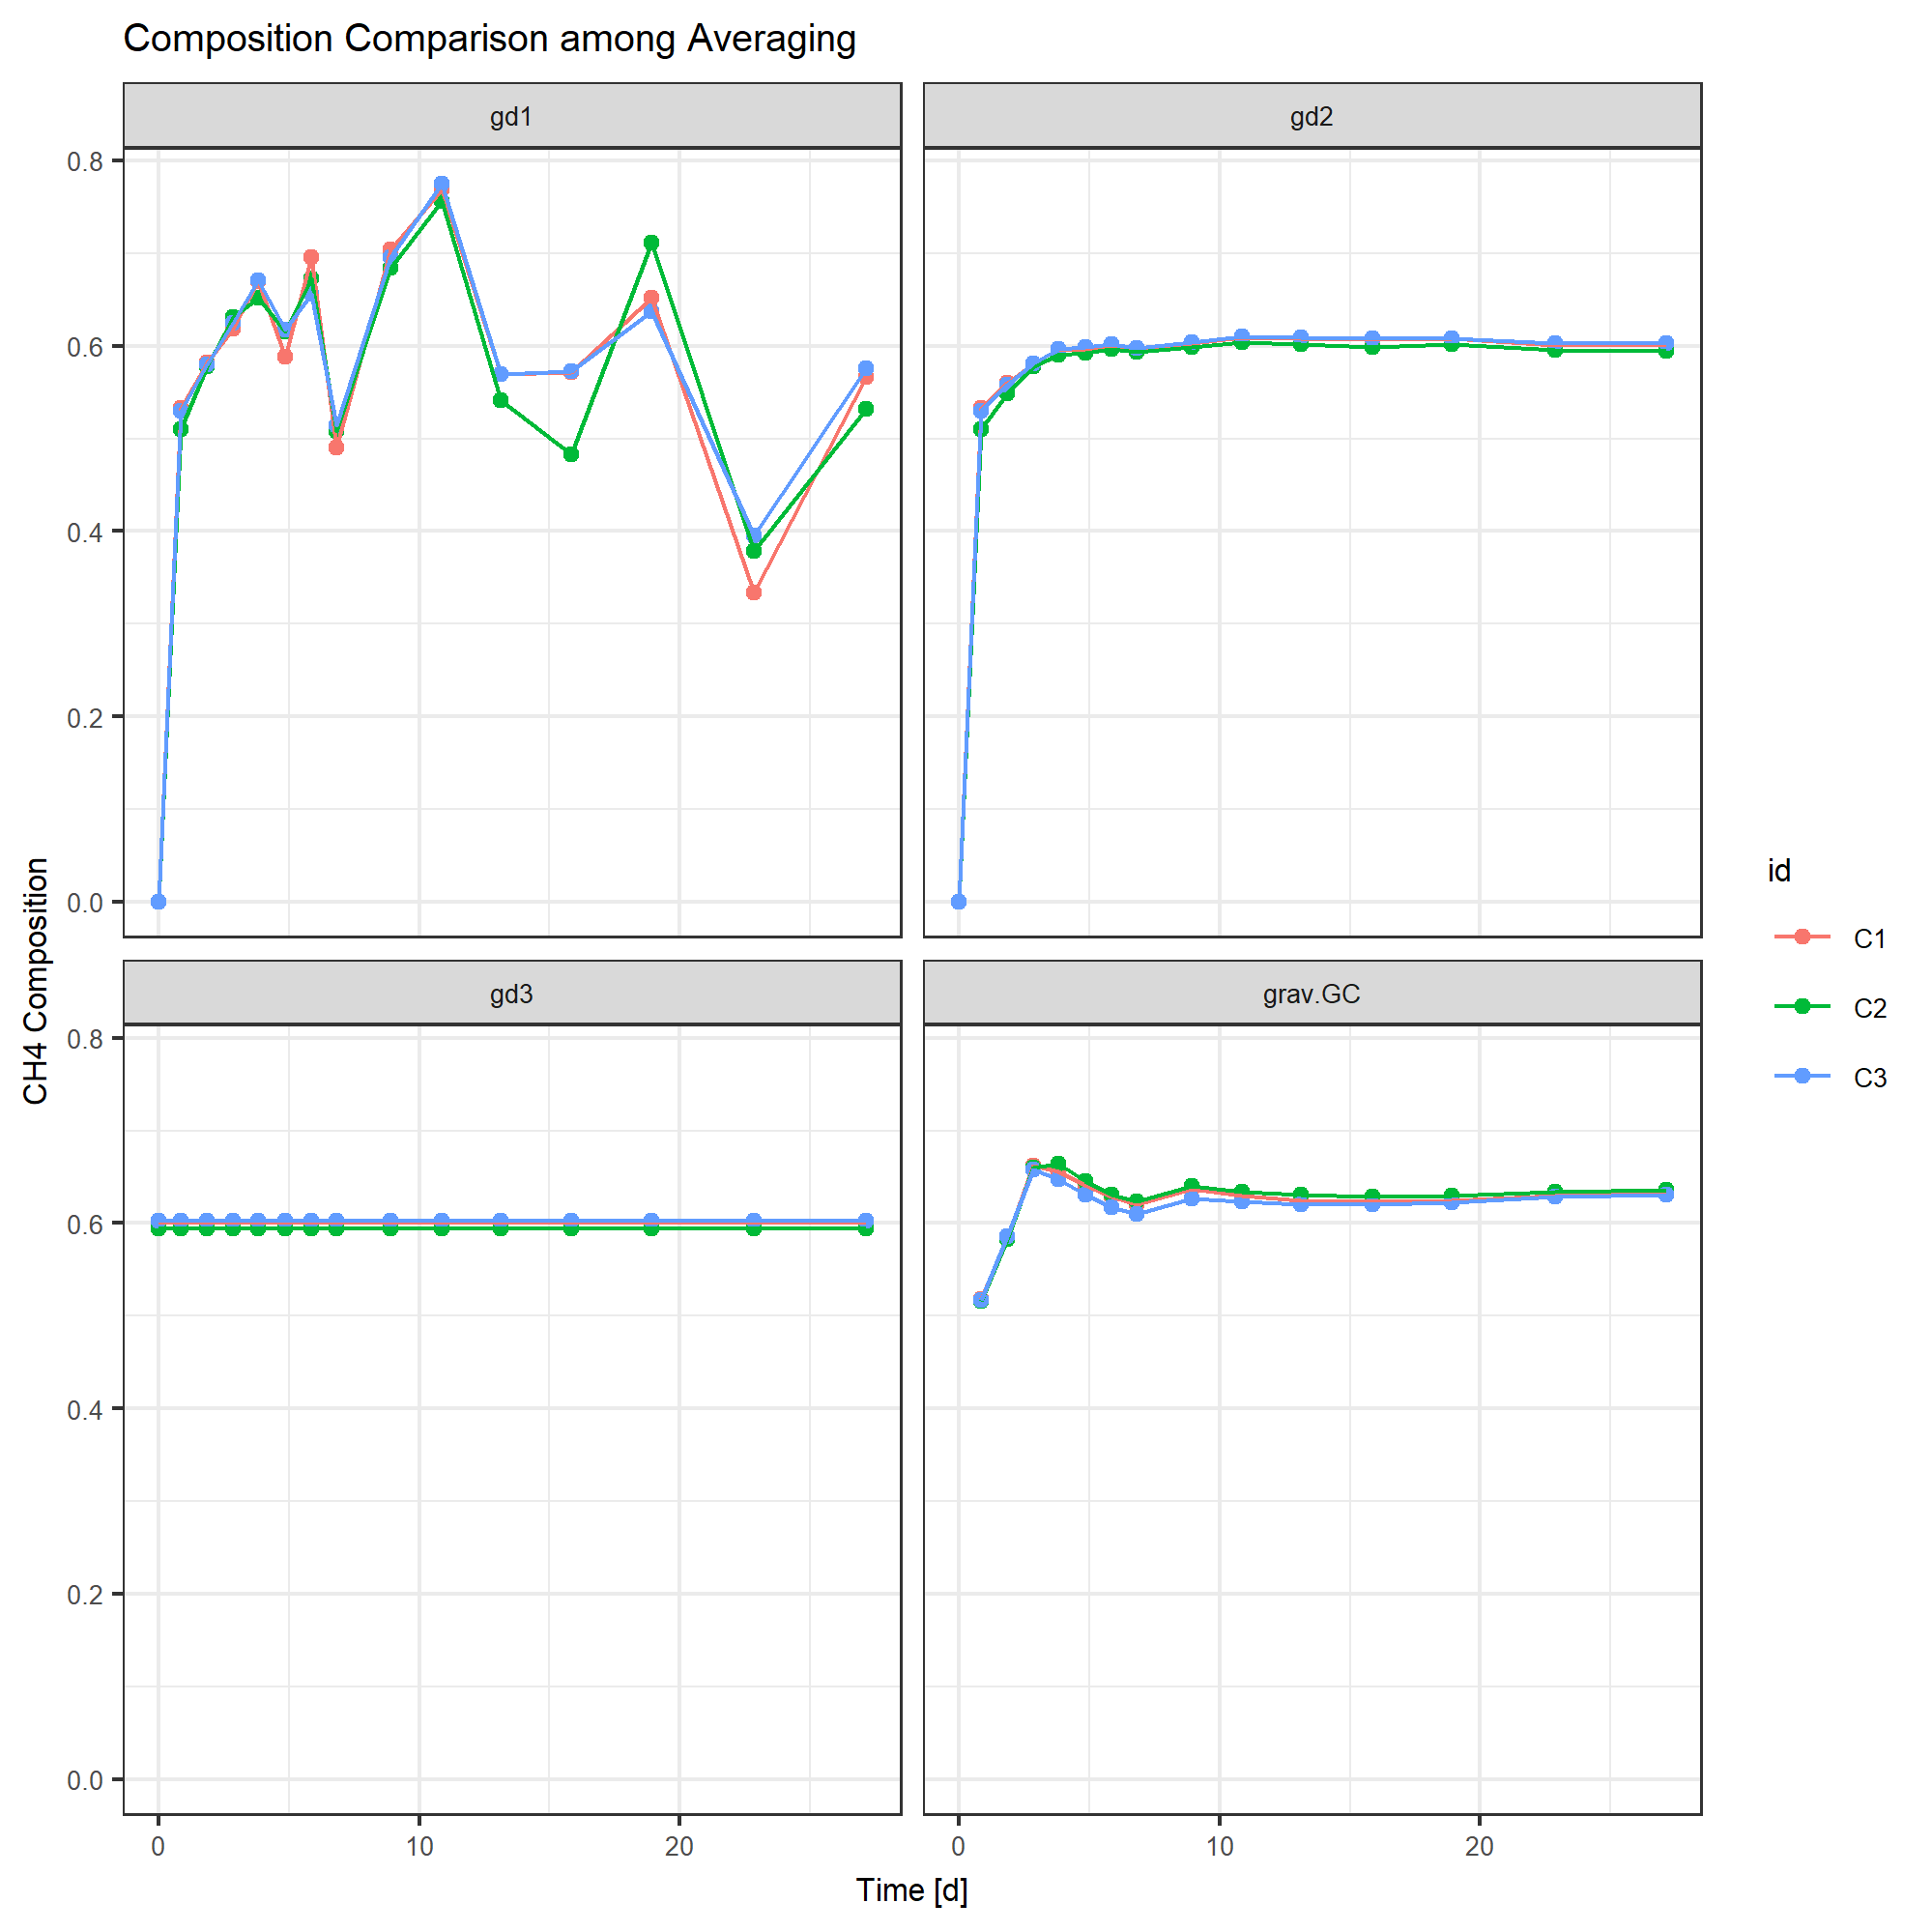 Composition Comparison among Averaging
gd1
gd2
0.8
0.6
0.4
0.2
0.0
gd3
grav.GC
0.8
0.6
0.4
0.2
0.0
0
10
20
0
10
20
Time [d]
CH4 Composition
id
C1
C2
C3